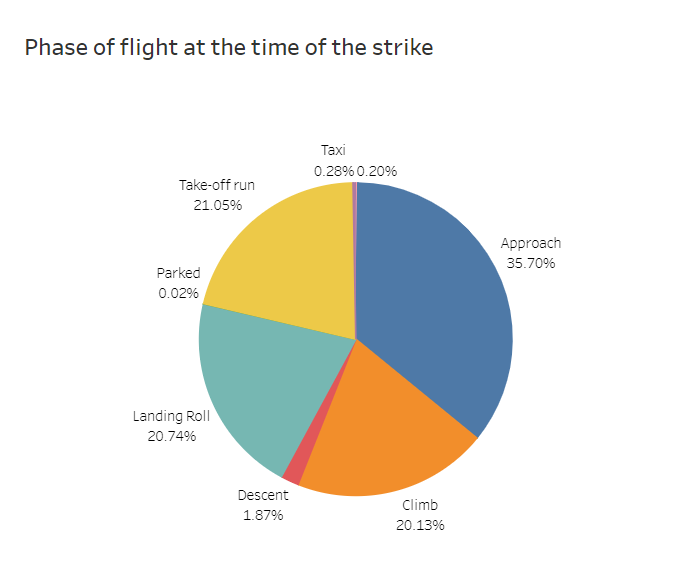 Phase of flight at the time of the strike
Taxi
0.28% 0.20%
Take-off run
21.05%
Approach
35.70%
Parked
0.02%
Landing Roll
20.74%
Descent
1.87%
Climb
20.13%